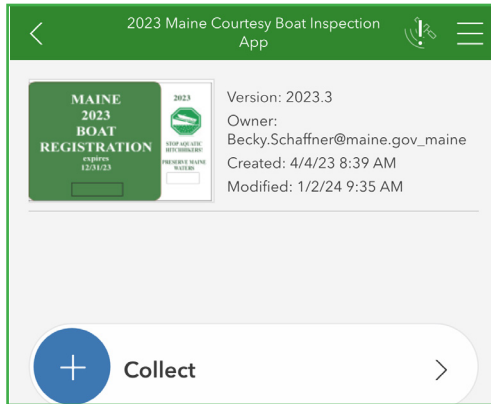 2023 Maine Courtesy Boat Inspection
App
MAINE
2023
BOAT
REGISTRATION
expires
12/31/23
2023
STOP AQUATIC
HITCHHIKERS!
PRESERVE MAINE
WATERS
Version: 2023.3
Owner:
Becky.Schaffner@maine.gov_maine
Created: 4/4/23 8:39 AM
Modified: 1/2/24 9:35 AM
Collect